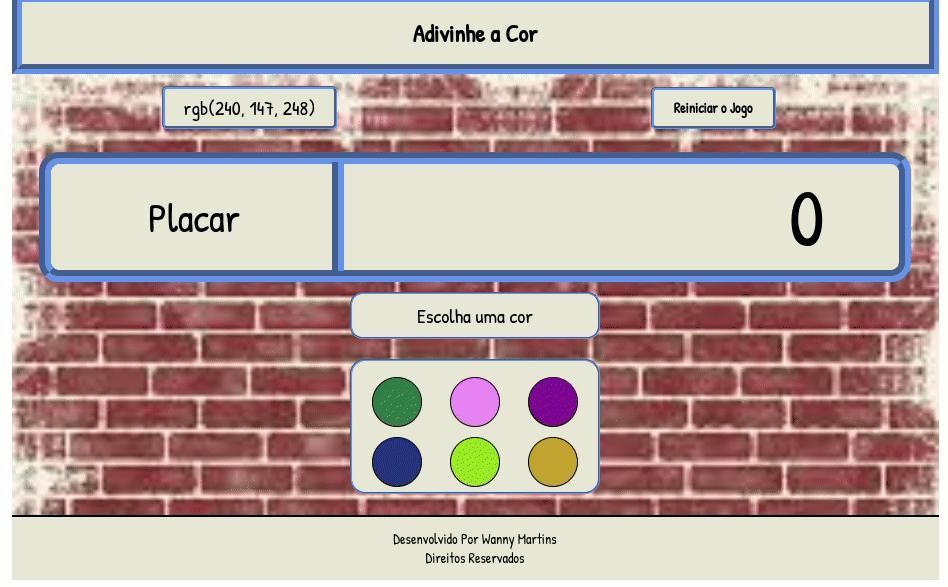 Adivinhe a Cor
rgb(240, 147, 248)
Reiniciar o Jogo
Placar
0
Escolha uma cor
Desenvolvido Por Wanny Martins
Direitos Reservados